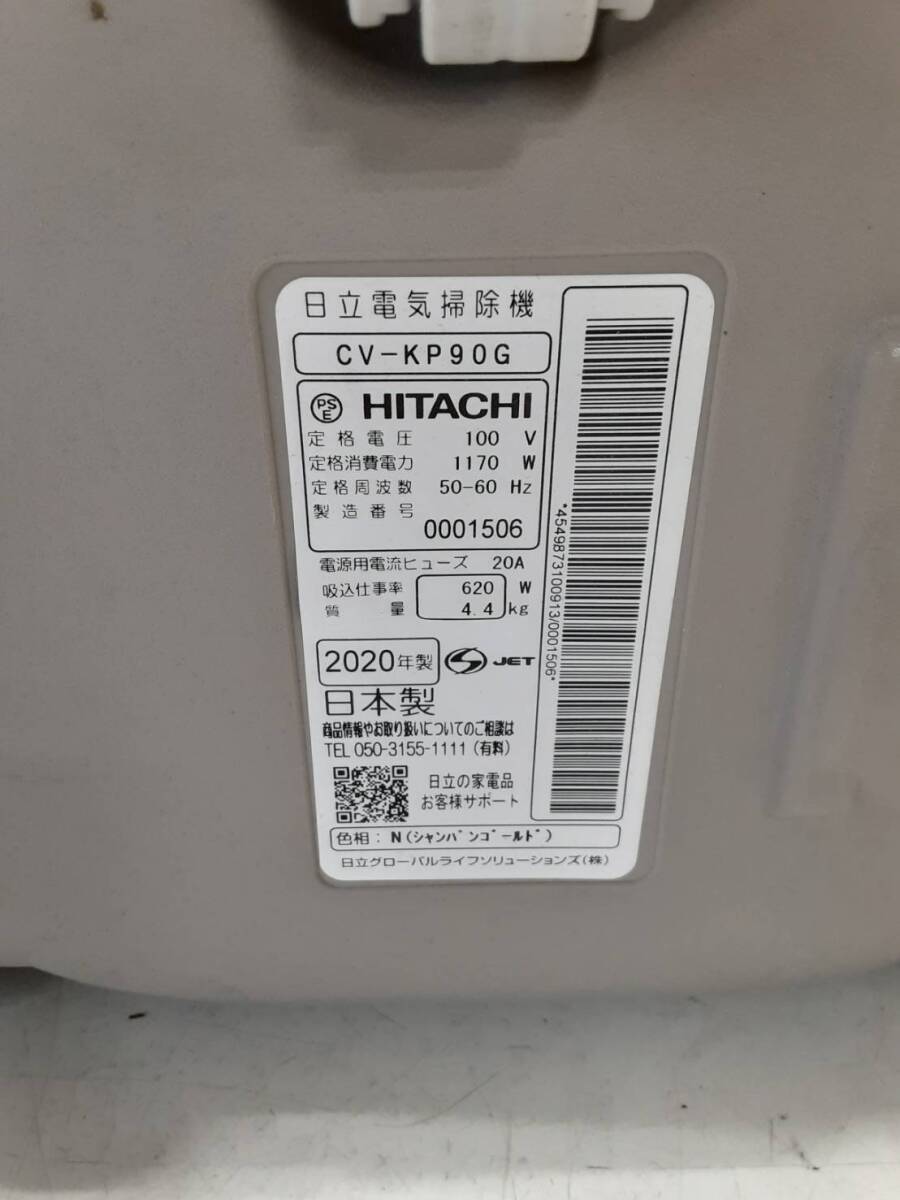 日立電気掃除機
CV-KP90G
PS E HITACHI
定格電圧 100 V
定格消費電力 1170 W
定格周波数 50-60 Hz
製造番号 0001506
電源用電流ヒューズ 20A
吸込仕事率 620 W
質量 4.4 kg
2020年製 S JET
日本製
商品情報やお取り扱いについてのご相談は
TEL 050-3155-1111 (有料)
日立の家電品
お客様サポート
色相: N(シャンパンゴールド)
日立グローバルライフソリューションズ(株)
*4549873100913/0001506*